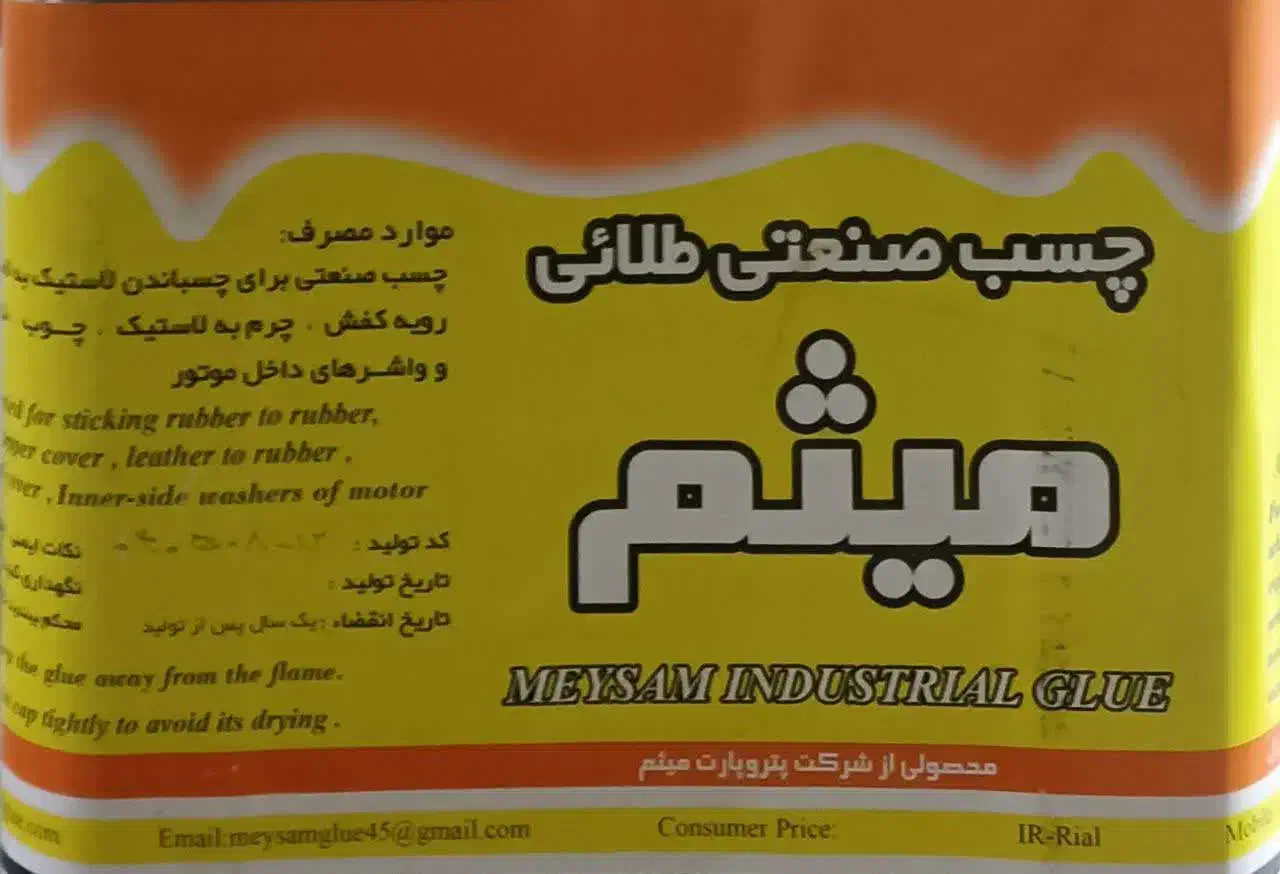 چسب صنعتی طلائی
میثم
MEYSAM INDUSTRIAL GLUE
محصولی از شرکت پتروپارت میثم
موارد مصرف:
چسب صنعتی برای چسباندن لاستیک به
رویه کفش ، چرم به لاستیک ، چوب
و واشرهای داخل موتور
for sticking rubber to rubber,
cover , leather to rubber ,
, Inner-side washers of motor
کد تولید :
تاریخ تولید :
تاریخ انقضاء : یک سال پس از تولید
نکات
نگهداری
محکم
the glue away from the flame.
cap tightly to avoid its drying .
Email:meysamglue45@gmail.com
Consumer Price:
IR-Rial